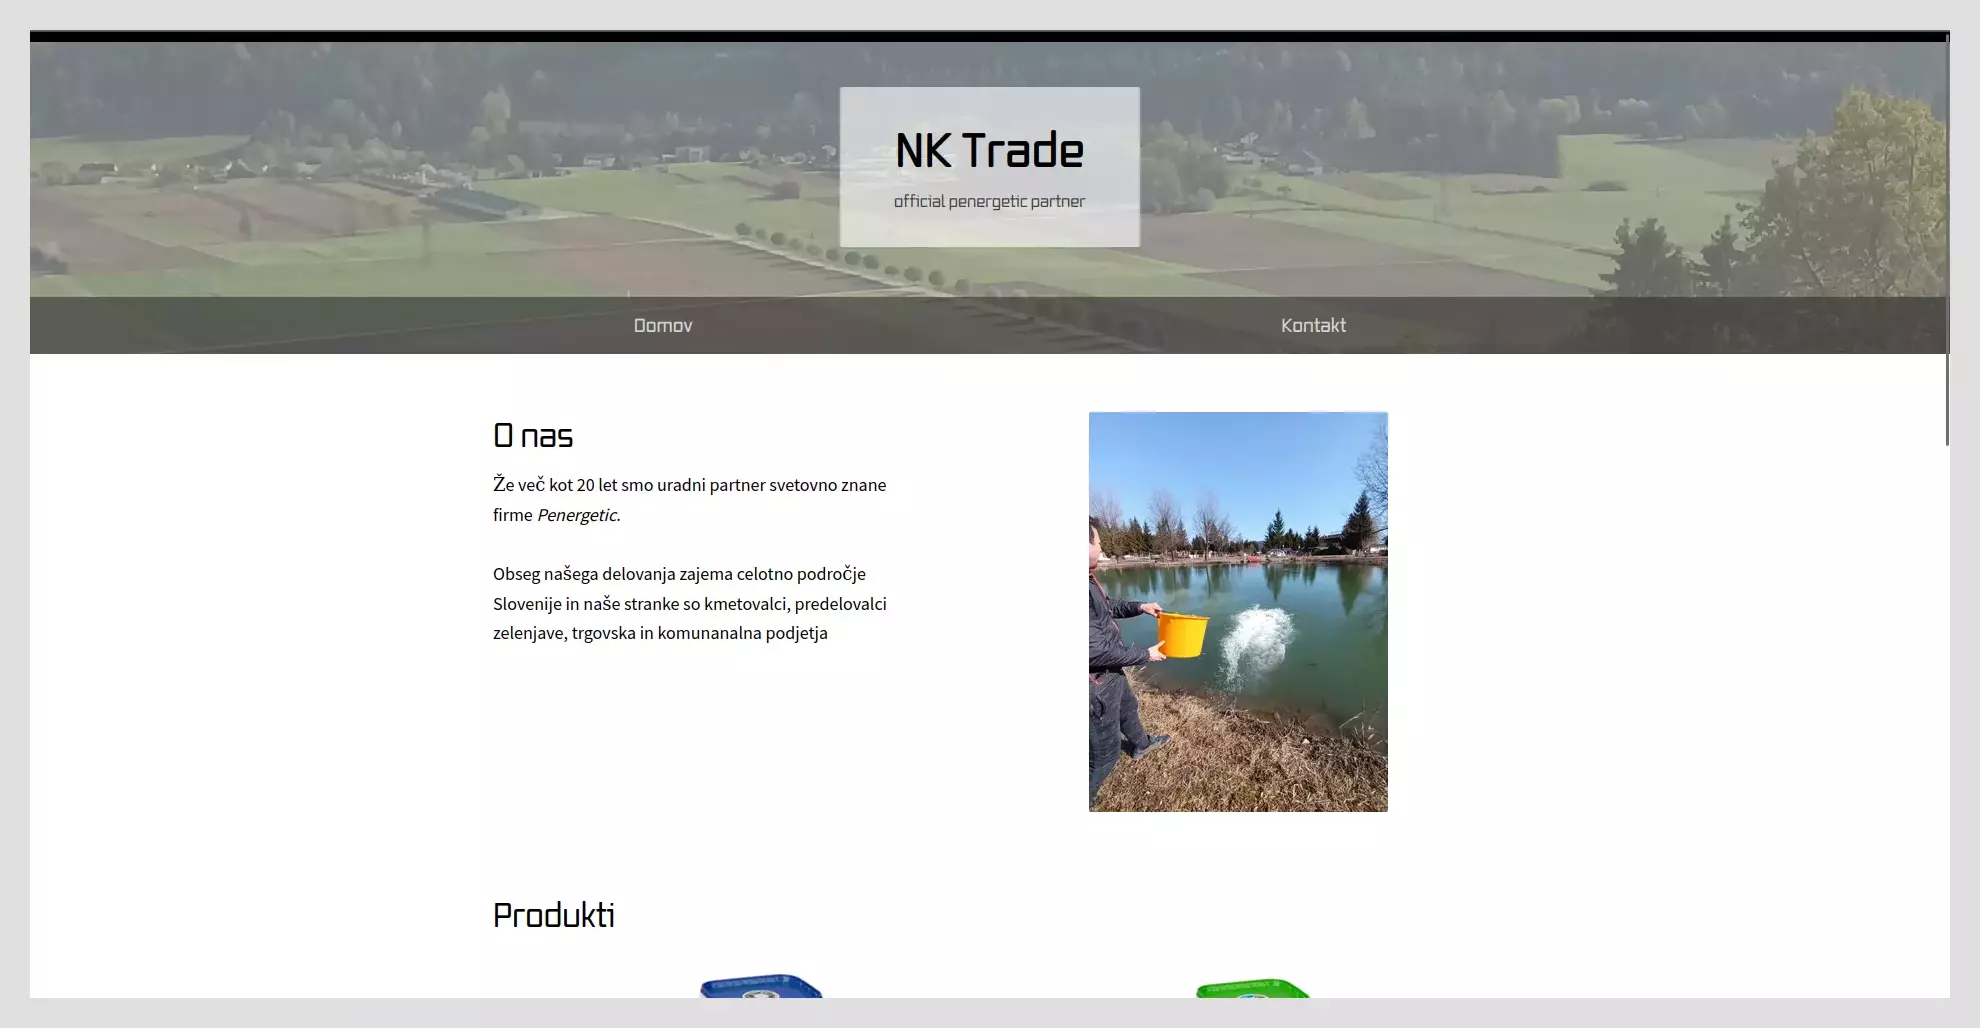 NK Trade
official penergetic partner
Domov
Kontakt
O nas
Že več kot 20 let smo uradni partner svetovno znane
firme Penergetic.
Obseg našega delovanja zajema celotno področje
Slovenije in naše stranke so kmetovalci, predelovalci
zelenjave, trgovska in komunanalna podjetja
Produkti